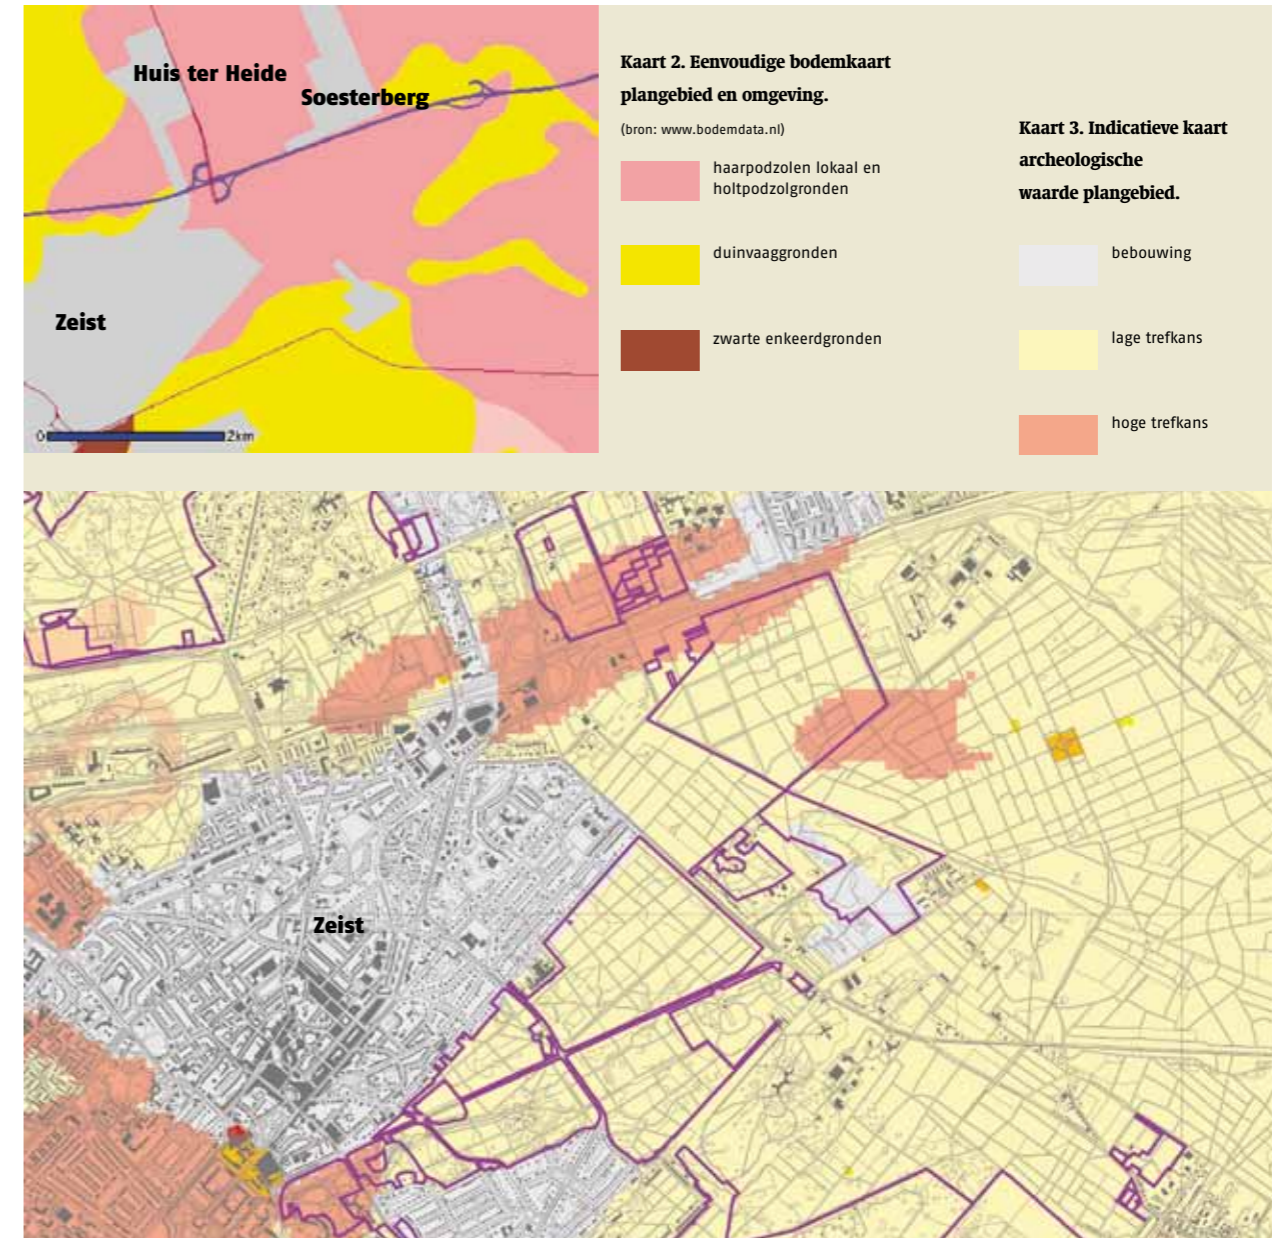 Huis ter Heide
Soesterberg
Zeist
0
2km
Kaart 2. Eenvoudige bodemkaart
plangebied en omgeving.
(bron: www.bodemdata.nl)
haarpodzolen lokaal en
holtpodzolgronden
duinvaaggronden
zwarte enkeerdgronden
Kaart 3. Indicatieve kaart
archeologische
waarde plangebied.
bebouwing
lage trefkans
hoge trefkans
Zeist